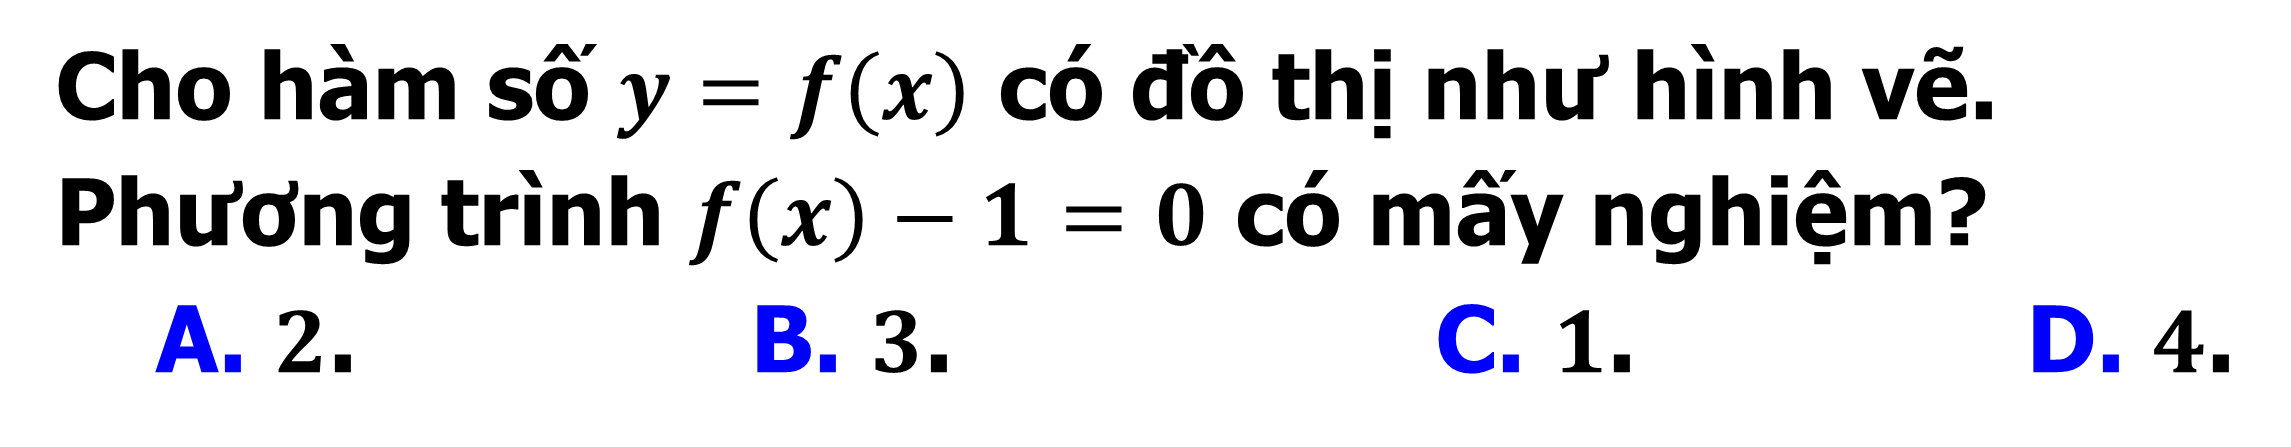 Cho hàm số y = f(x) có đồ thị như hình vẽ.
Phương trình f(x) − 1 = 0 có mấy nghiệm?
A. 2. B. 3. C. 1. D. 4.